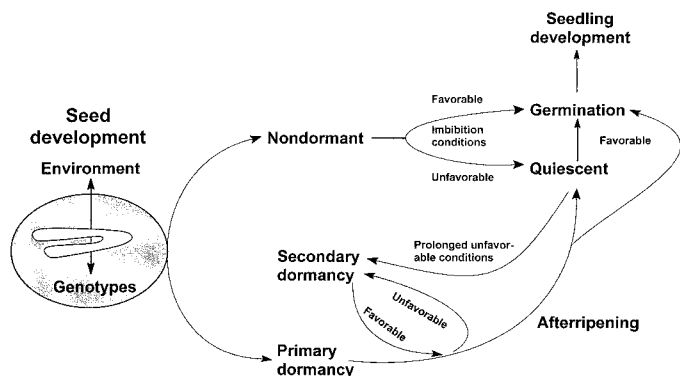 Seedling
development
Seed
development
Environment
Genotypes
Nondormant
Favorable
Imbibition
conditions
Unfavorable
Germination
Favorable
Quiescent
Prolonged unfavor-
able conditions
Secondary
dormancy
Unfavorable
Favorable
Afterripening
Primary
dormancy